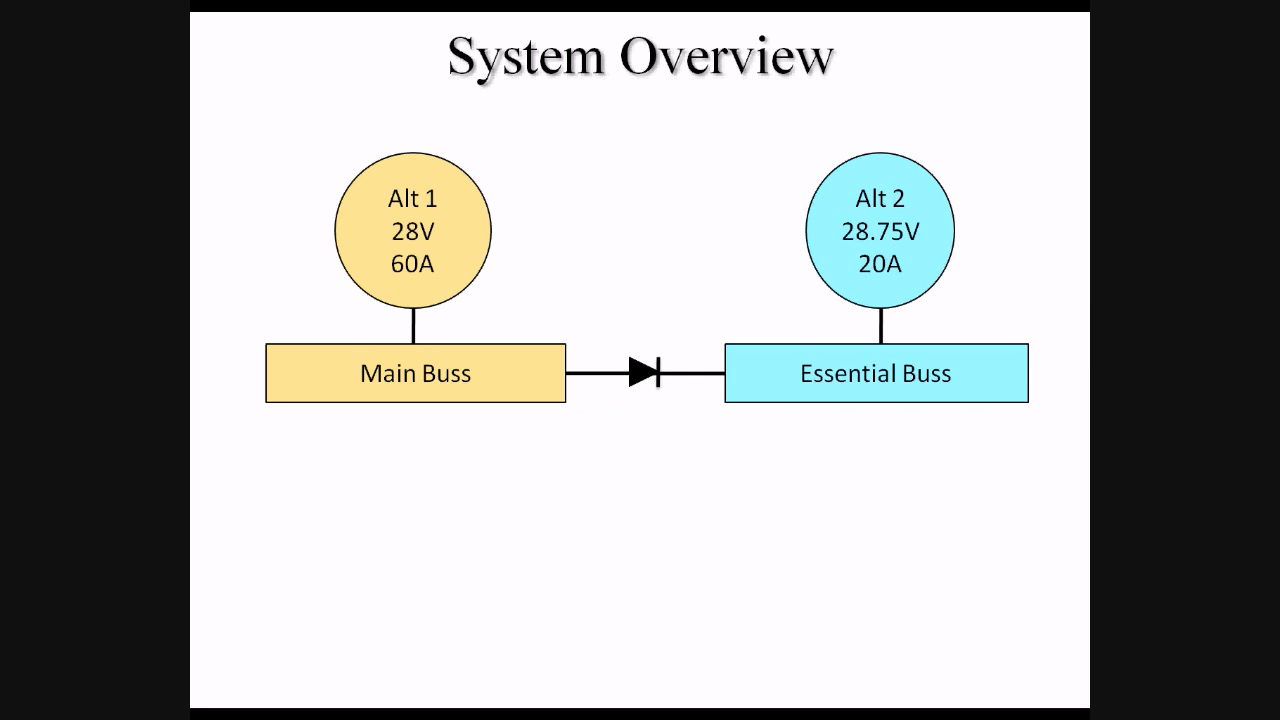 System Overview
Alt 1
28V
60A
Alt 2
28.75V
20A
Main Buss
Essential Buss